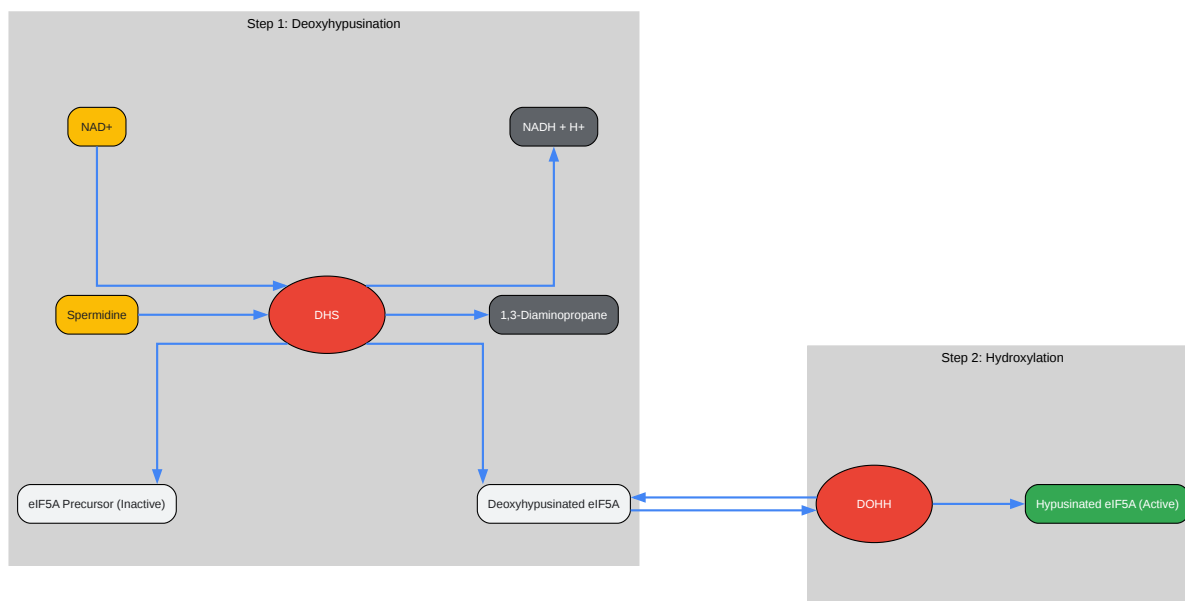 Step 1: Deoxyhypusination
NAD+
NADH + H+
Spermidine
DHS
1,3-Diaminopropane
eIF5A Precursor (Inactive)
Deoxyhypusinated eIF5A
Step 2: Hydroxylation
DOHH
Hypusinated eIF5A (Active)